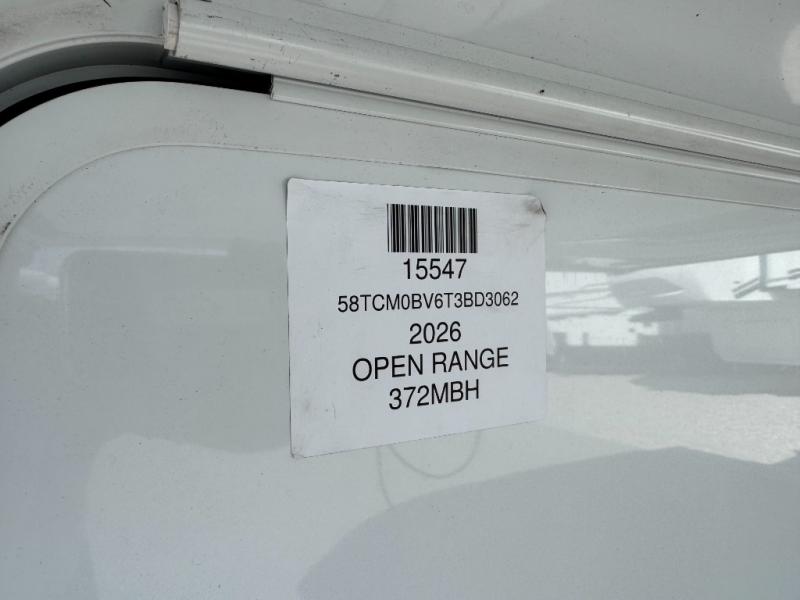 15547
58TCM0BV6T3BD3062
2026
OPEN RANGE
372MBH